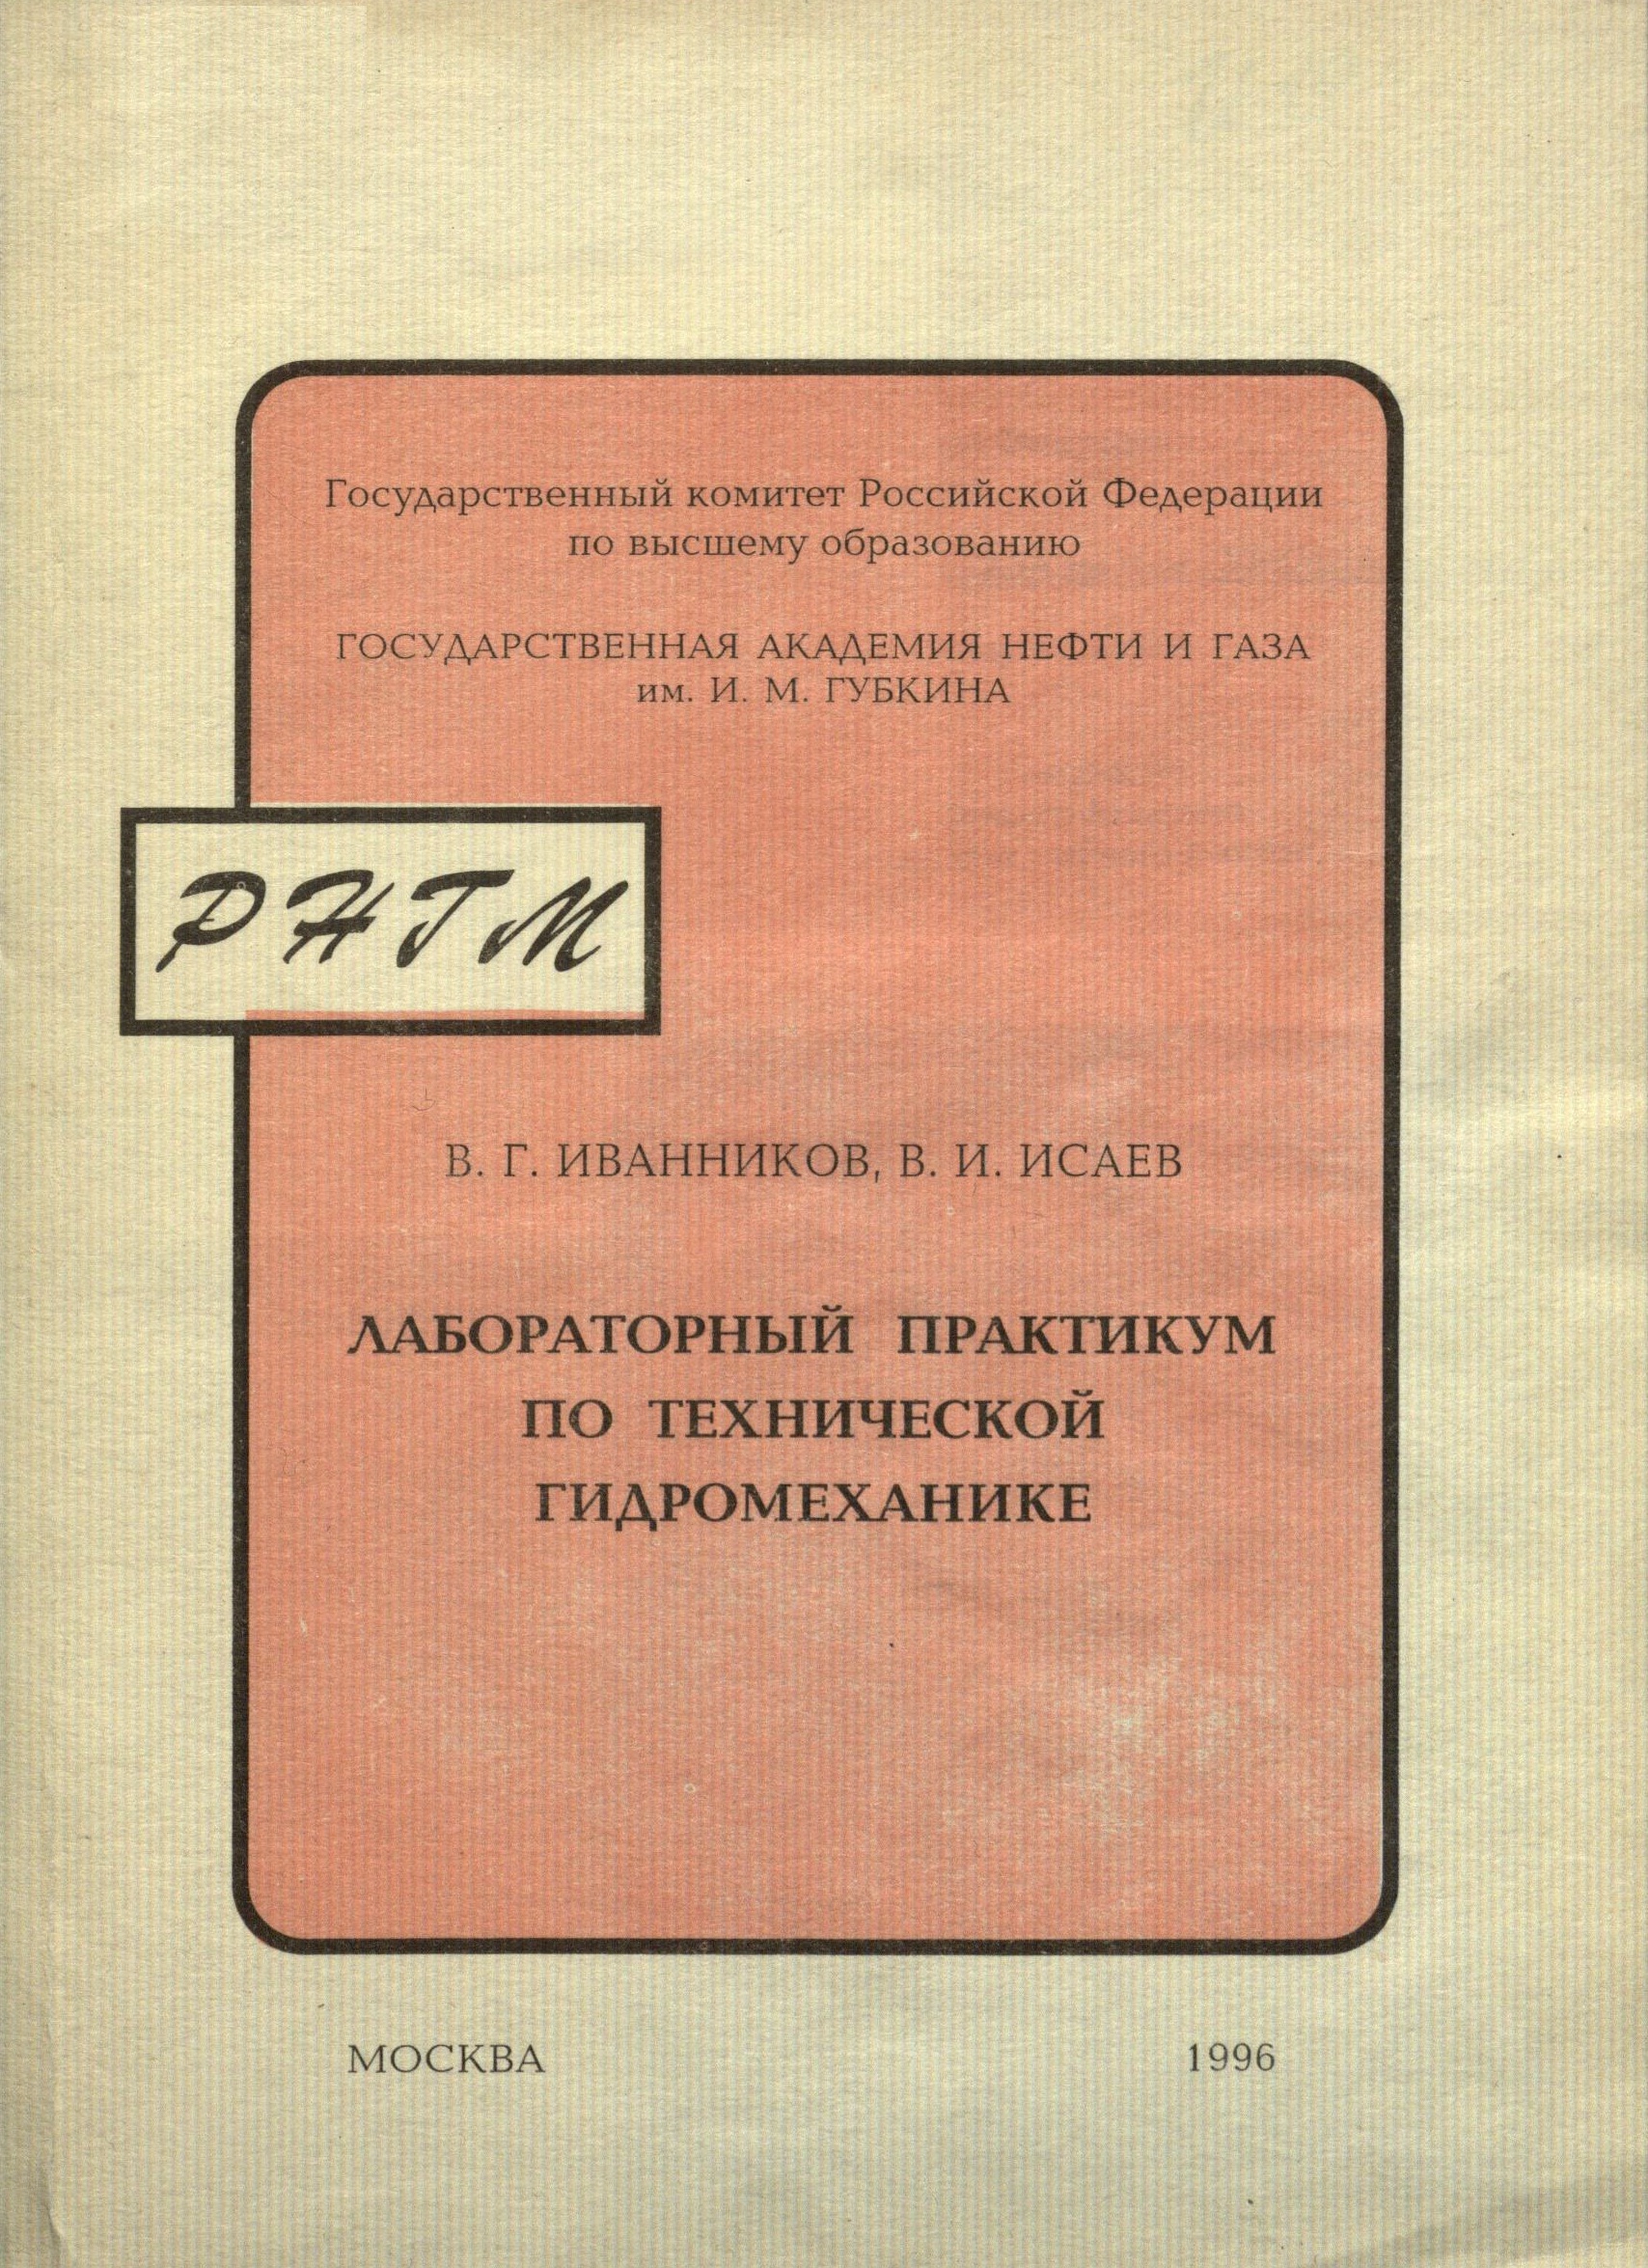 Государственный комитет Российской Федерации
по высшему образованию
ГОСУДАРСТВЕННАЯ АКАДЕМИЯ НЕФТИ И ГАЗА
им. И. М. ГУБКИНА
РНТМ
В. Г. ИВАННИКОВ, В. И. ИСАЕВ
ЛАБОРАТОРНЫЙ ПРАКТИКУМ
ПО ТЕХНИЧЕСКОЙ
ГИДРОМЕХАНИКЕ
МОСКВА 1996